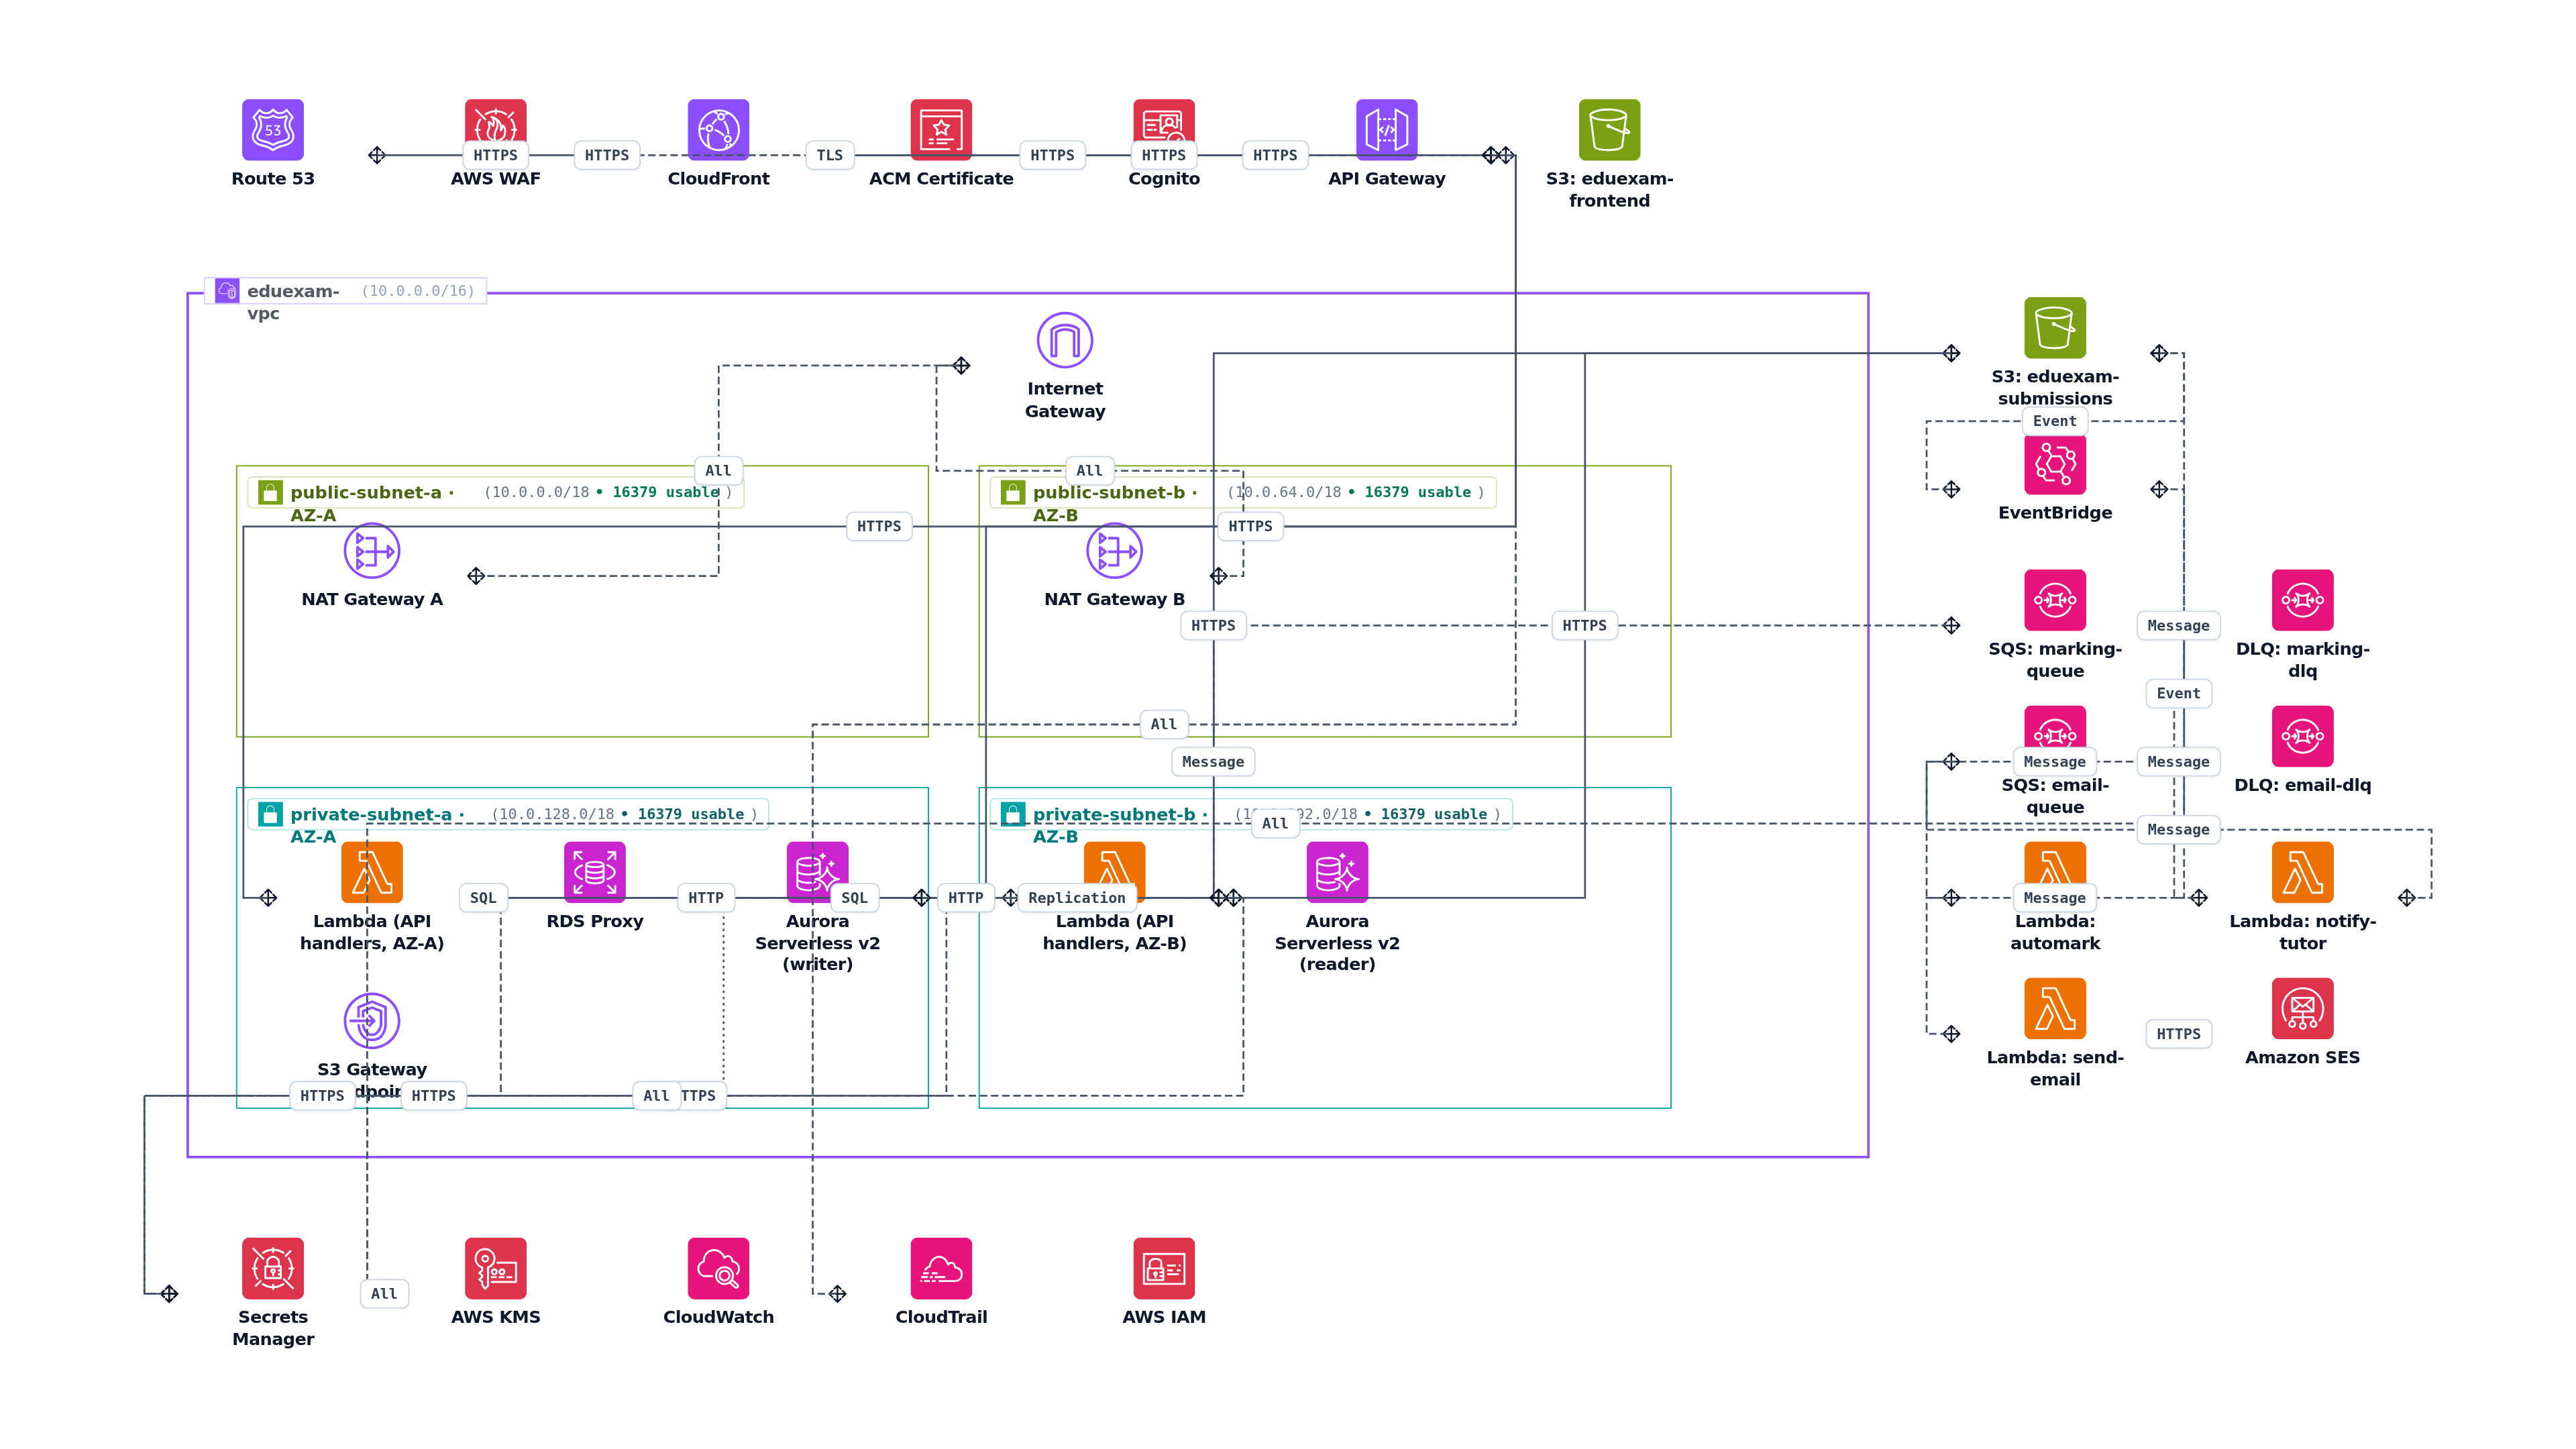 53
HTTPS
HTTPS
TLS
HTTPS
HTTPS
HTTPS
Route 53
AWS WAF
CloudFront
ACM Certificate
Cognito
API Gateway
S3: eduexam-
frontend
eduexam-
vpc
(10.0.0.0/16)
Internet
Gateway
S3: eduexam-
submissions
Event
EventBridge
All
All
public-subnet-a ·
AZ-A
(10.0.0.0/18 • 16379 usable )
public-subnet-b ·
AZ-B
(10.0.64.0/18 • 16379 usable )
HTTPS
HTTPS
NAT Gateway A
NAT Gateway B
HTTPS
HTTPS
Message
SQS: marking-
queue
DLQ: marking-
dlq
Event
All
Message
Message
Message
SQS: email-
queue
DLQ: email-dlq
private-subnet-a ·
AZ-A
(10.0.128.0/18 • 16379 usable )
private-subnet-b ·
AZ-B
92.0/18 • 16379 usable )
All
Message
SQL
HTTP
SQL
HTTP
Replication
Message
Lambda (API
handlers, AZ-A)
RDS Proxy
Aurora
Serverless v2
(writer)
Lambda (API
handlers, AZ-B)
Aurora
Serverless v2
(reader)
Lambda:
automark
Lambda: notify-
tutor
S3 Gateway
HTTPS
HTTPS
All
HTTPS
Lambda: send-
email
Amazon SES
All
Secrets
Manager
AWS KMS
CloudWatch
CloudTrail
AWS IAM